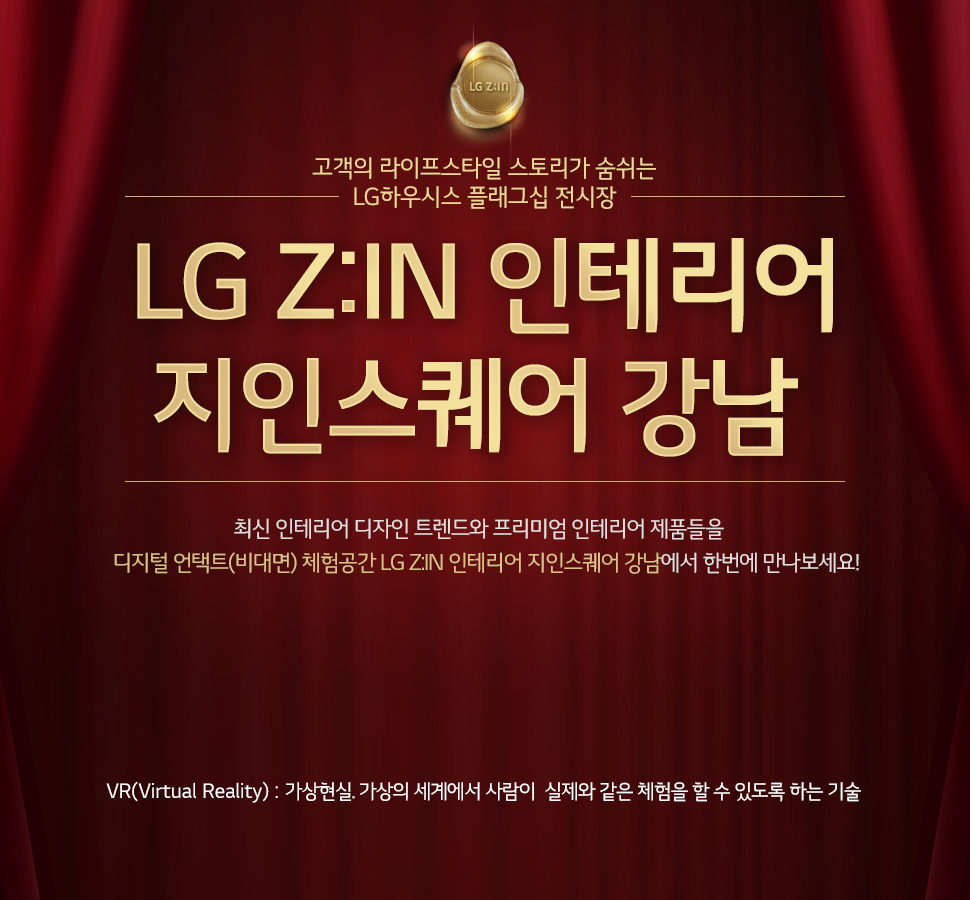 LG Z:IN
고객의 라이프스타일 스토리가 숨쉬는
LG하우시스 플래그십 전시장
LG Z:IN 인테리어
지인스퀘어 강남
최신 인테리어 디자인 트렌드와 프리미엄 인테리어 제품들을
디지털 언택트(비대면) 체험공간 LG Z:IN 인테리어 지인스퀘어 강남에서 한번에 만나보세요!
VR(Virtual Reality) : 가상현실. 가상의 세계에서 사람이 실제와 같은 체험을 할 수 있도록 하는 기술